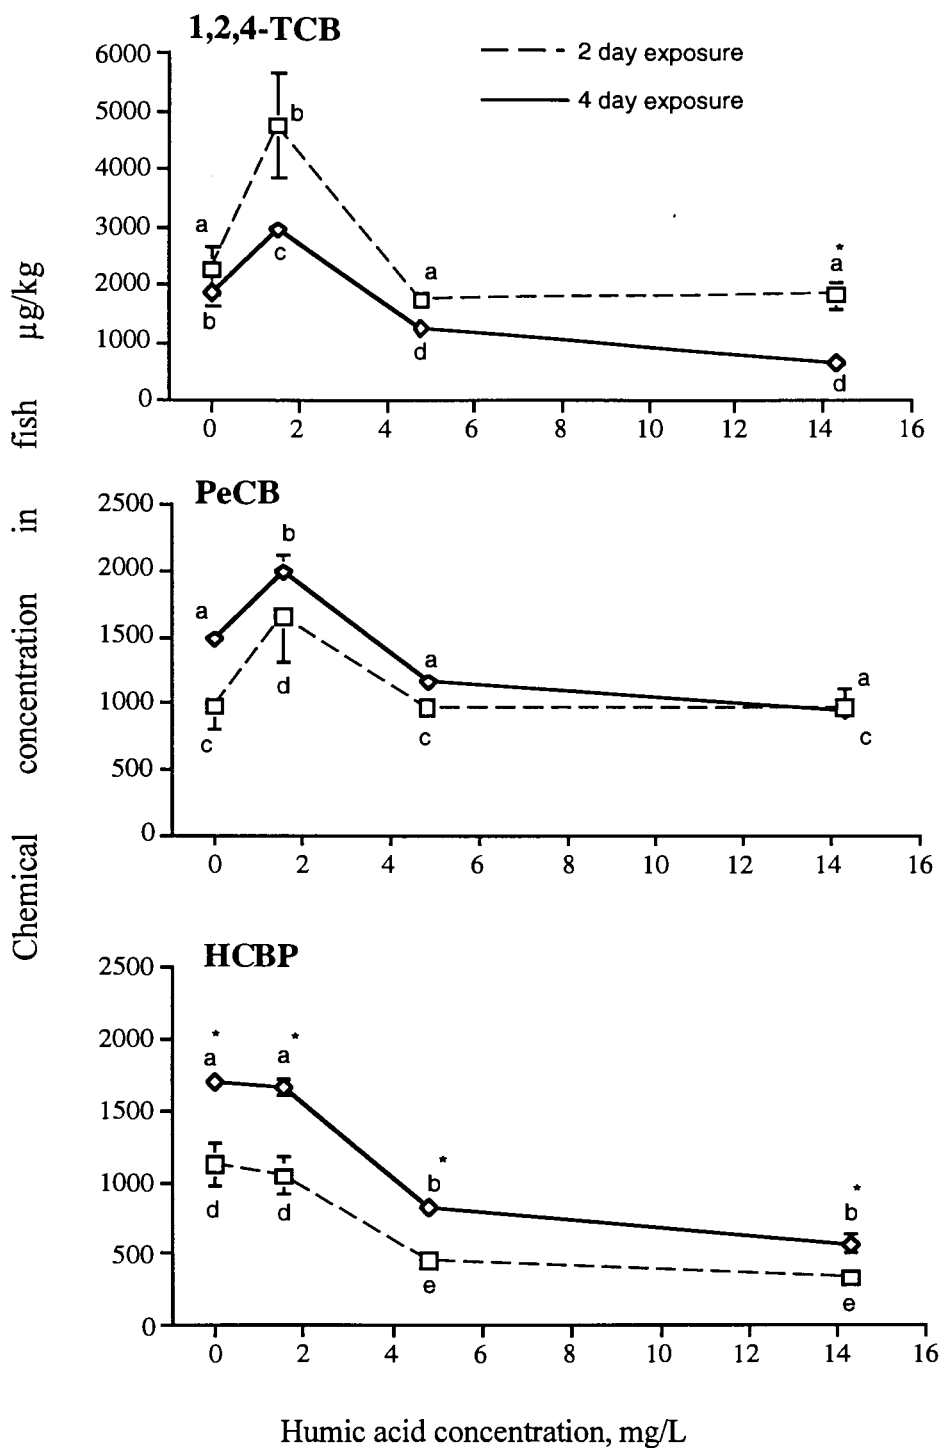 1,2,4-TCB
2 day exposure
4 day exposure
6000
5000
4000
3000
2000
1000
0
a
b
b
c
a
d
*
a
d
0 2 4 6 8 10 12 14 16
PeCB
2500
2000
1500
1000
500
0
a
c
b
d
a
c
a
c
0 2 4 6 8 10 12 14 16
HCBP
2500
2000
1500
1000
500
0
*
a
d
*
a
d
*
b
e
*
b
e
0 2 4 6 8 10 12 14 16
Chemical concentration in fish µg/kg
Humic acid concentration, mg/L